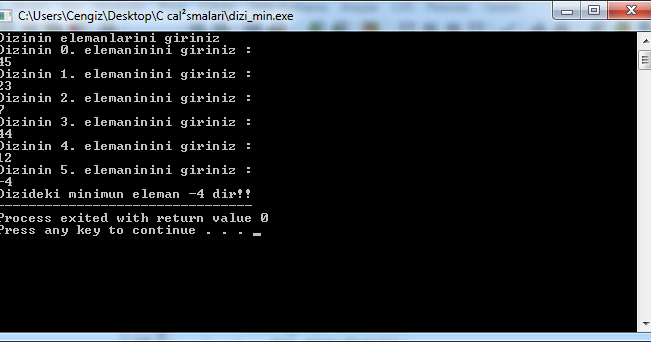 C:\Users\Cengiz\Desktop\C cal²smalari\dizi_min.exe
Dizinin elemanlarini giriniz
Dizinin 0. elemaninini giriniz :
45
Dizinin 1. elemaninini giriniz :
23
Dizinin 2. elemaninini giriniz :
7
Dizinin 3. elemaninini giriniz :
44
Dizinin 4. elemaninini giriniz :
12
Dizinin 5. elemaninini giriniz :
-4
Dizideki minimun eleman -4 dir!!
--------------------------------
Process exited with return value 0
Press any key to continue . . . _